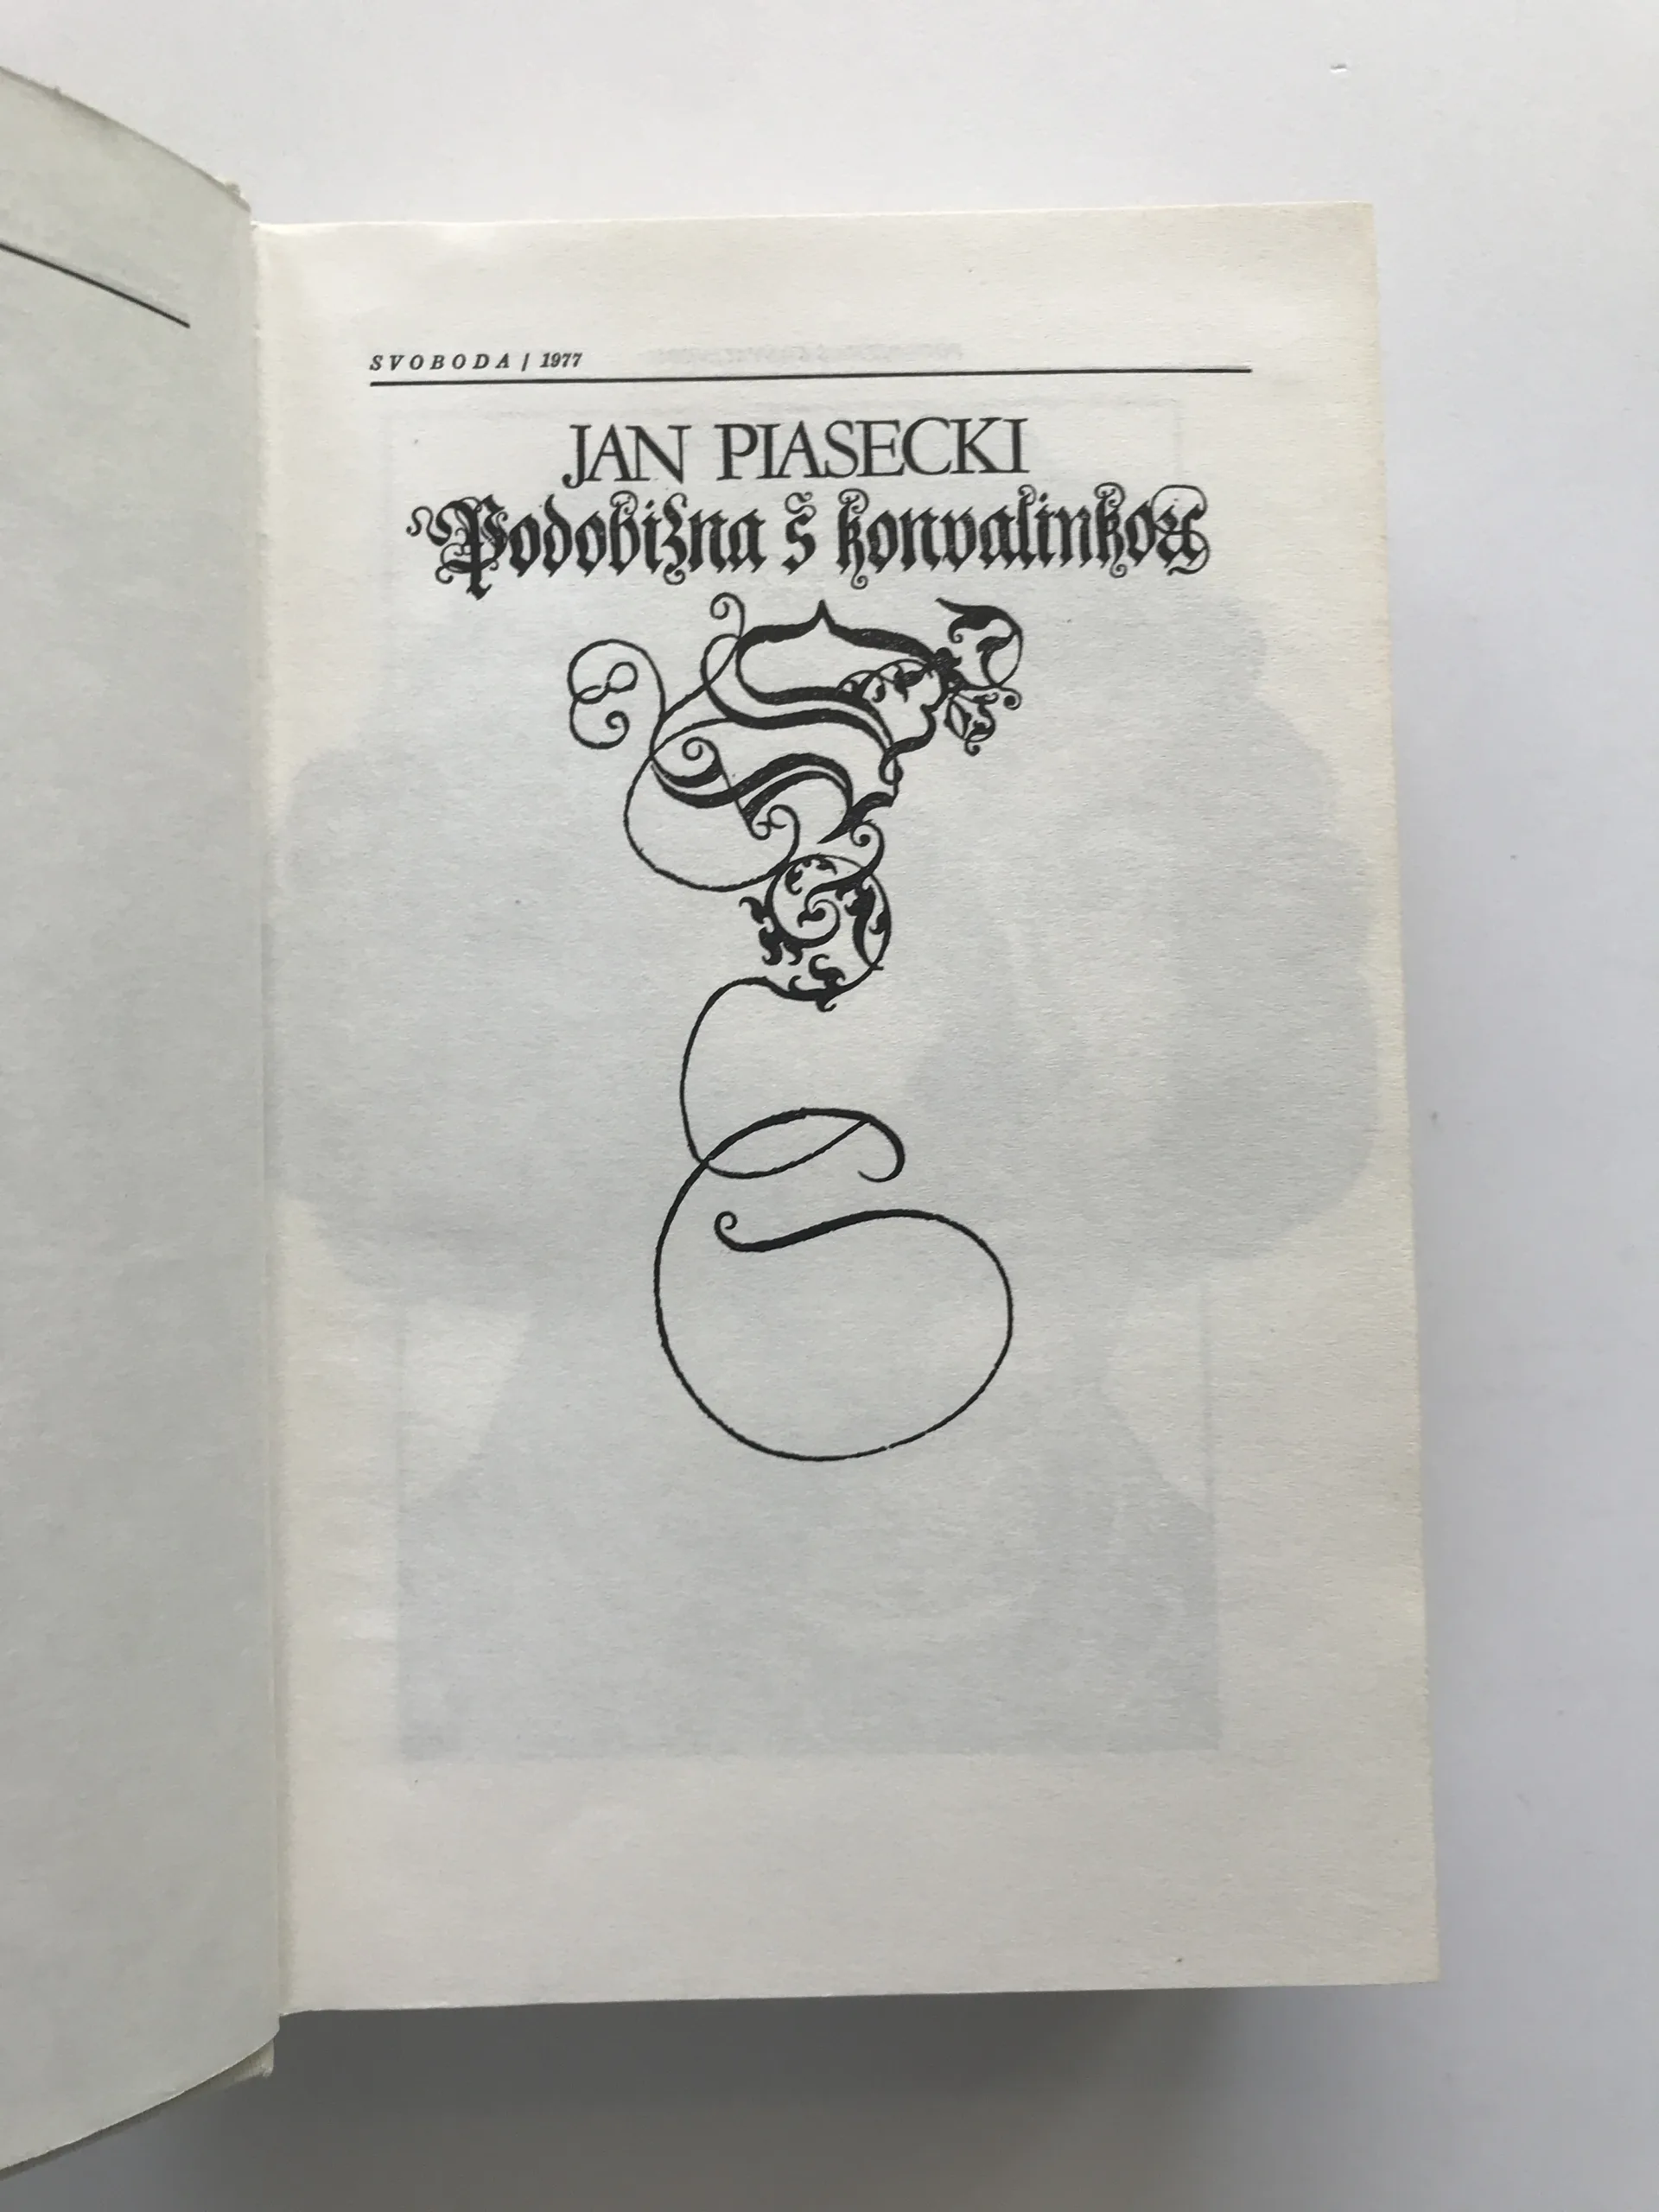 SVOBODA / 1977
JAN PIASECKI
Podobizna s konvalinkou